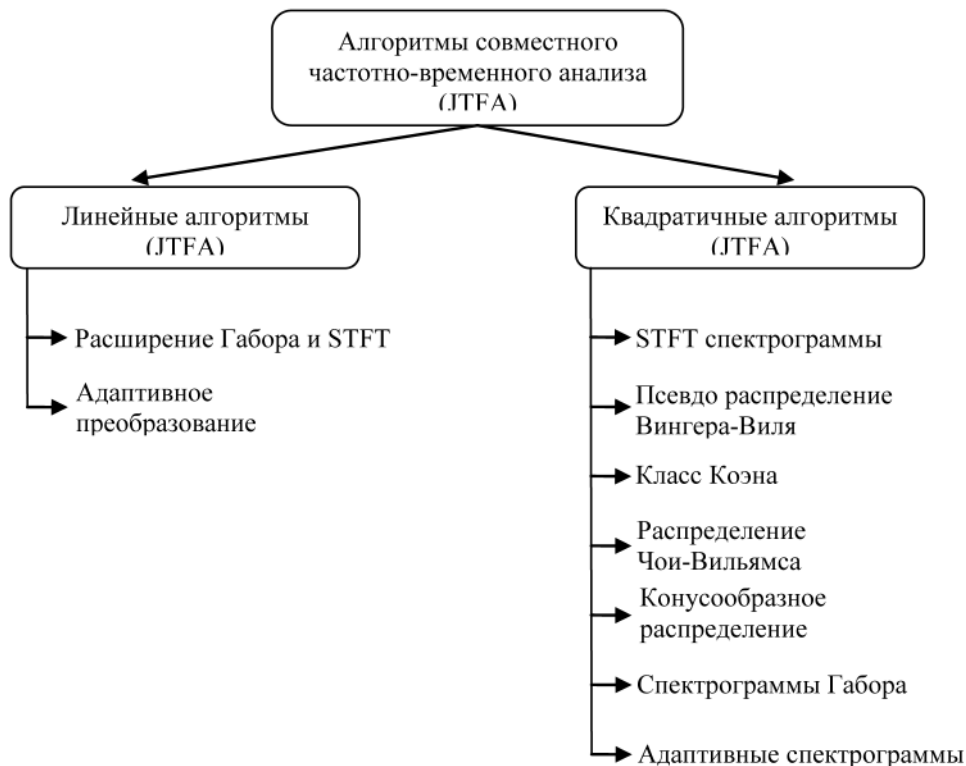 Алгоритмы совместного
частотно-временного анализа
(JTFA)
Линейные алгоритмы
(JTFA)
Расширение Габора и STFT
Адаптивное
преобразование
Квадратичные алгоритмы
(JTFA)
STFT спектрограммы
Псевдо распределение
Вингера-Виля
Класс Коэна
Распределение
Чои-Вильямса
Конусообразное
распределение
Спектрограммы Габора
Адаптивные спектрограммы